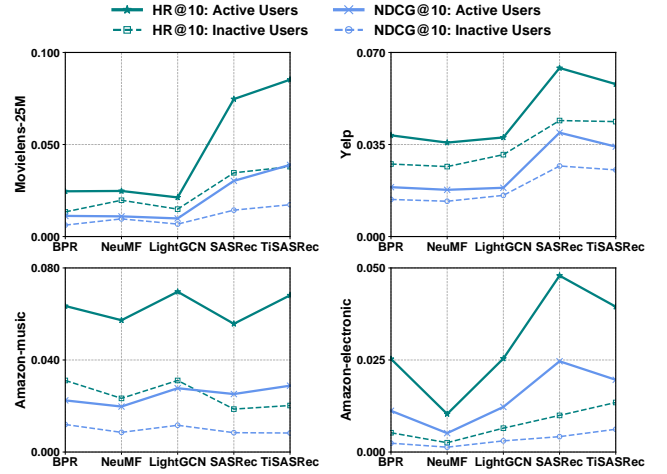 HR@10: Active Users
NDCG@10: Active Users
HR@10: Inactive Users
NDCG@10: Inactive Users
Movielens-25M
0.100
0.050
0.000
BPR NeuMF LightGCN SASRec TiSASRec
Yelp
0.070
0.035
0.000
BPR NeuMF LightGCN SASRec TiSASRec
Amazon-music
0.080
0.040
0.000
BPR NeuMF LightGCN SASRec TiSASRec
Amazon-electronic
0.050
0.025
0.000
BPR NeuMF LightGCN SASRec TiSASRec